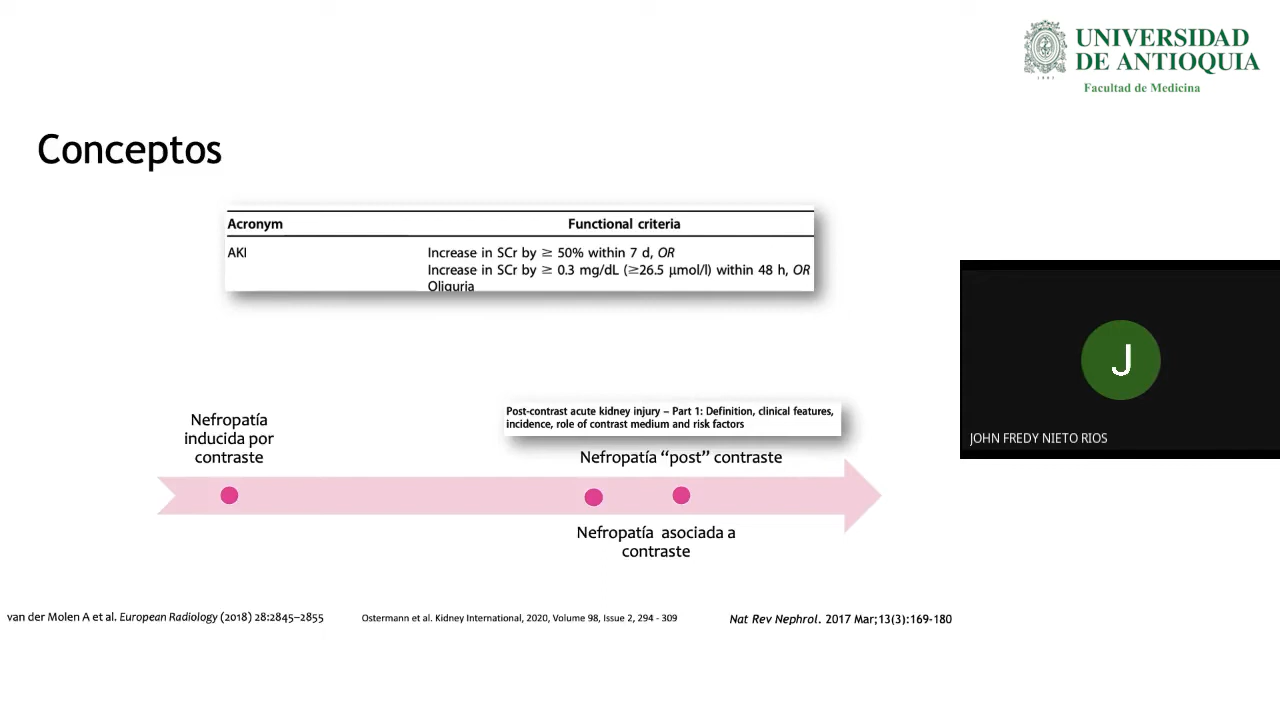 UNIVERSIDAD
DE ANTIOQUIA
1803
Facultad de Medicina
Conceptos
Acronym Functional criteria
AKI Increase in SCr by ≥ 50% within 7 d, OR
Increase in SCr by ≥ 0.3 mg/dL (≥26.5 μmol/l) within 48 h, OR
Oliguria
Nefropatía
inducida por
contraste
Post-contrast acute kidney injury – Part 1: Definition, clinical features,
incidence, role of contrast medium and risk factors
Nefropatía “post” contraste
Nefropatía asociada a
contraste
J
JOHN FREDY NIETO RIOS
van der Molen A et al. European Radiology (2018) 28:2845–2855
Ostermann et al. Kidney International, 2020, Volume 98, Issue 2, 294 - 309
Nat Rev Nephrol. 2017 Mar;13(3):169-180